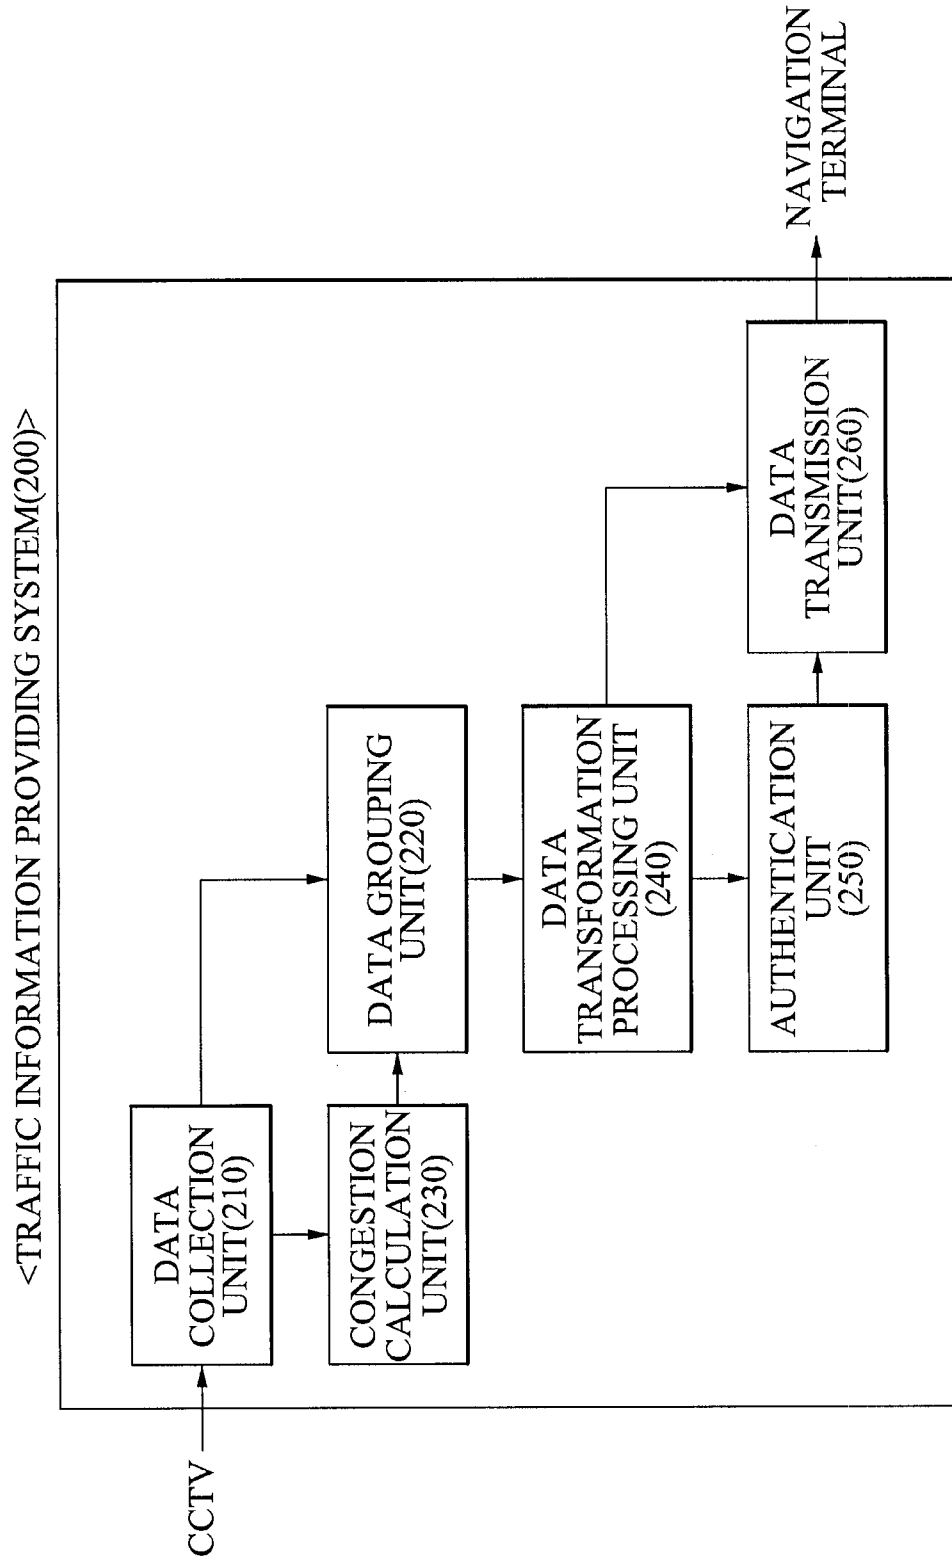 <TRAFFIC INFORMATION PROVIDING SYSTEM(200)>
CCTV
DATA
COLLECTION
UNIT(210)
CONGESTION
CALCULATION
UNIT(230)
DATA GROUPING
UNIT(220)
DATA
TRANSFORMATION
PROCESSING UNIT
(240)
AUTHENTICATION
UNIT
(250)
DATA
TRANSMISSION
UNIT(260)
NAVIGATION
TERMINAL